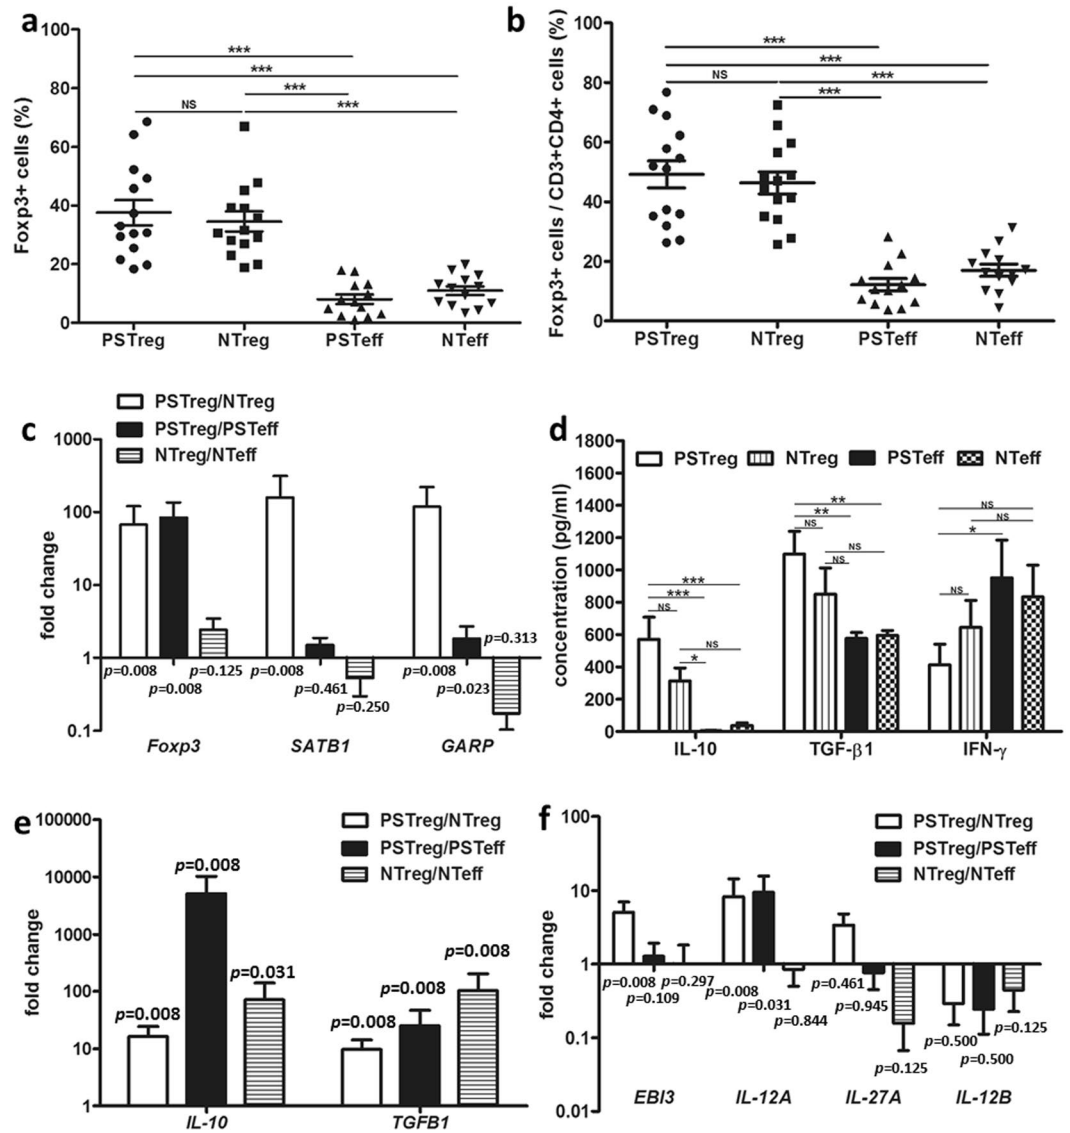 a
Foxp3+ cells (%)
100
80
60
40
20
0
***
***
***
NS
***
PSTreg NTreg PSTeff NTeff
b
Foxp3+ cells / CD3+CD4+ cells (%)
100
80
60
40
20
0
***
***
NS
***
***
PSTreg NTreg PSTeff NTeff
c
PSTreg/NTreg
PSTreg/PSTeff
NTreg/NTeff
fold change
1000
100
10
1
0.1
p=0.008
p=0.008
p=0.125
p=0.008
p=0.461
p=0.250
p=0.008
p=0.023
p=0.313
Foxp3 SATB1 GARP
d
PSTreg NTreg PSTeff NTeff
concentration (pg/ml)
1800
1600
1400
1200
1000
800
600
400
200
0
***
***
NS
NS
*
**
**
NS
NS
NS
NS
NS
*
NS
IL-10 TGF-β1 IFN-γ
e
PSTreg/NTreg
PSTreg/PSTeff
NTreg/NTeff
fold change
100000
10000
1000
100
10
1
p=0.008
p=0.008
p=0.031
p=0.008
p=0.008
p=0.008
IL-10 TGFB1
f
PSTreg/NTreg
PSTreg/PSTeff
NTreg/NTeff
fold change
100
10
1
0.1
0.01
p=0.008
p=0.109
p=0.297
p=0.008
p=0.031
p=0.844
p=0.461
p=0.945
p=0.125
p=0.500
p=0.500
p=0.125
EBI3 IL-12A IL-27A IL-12B